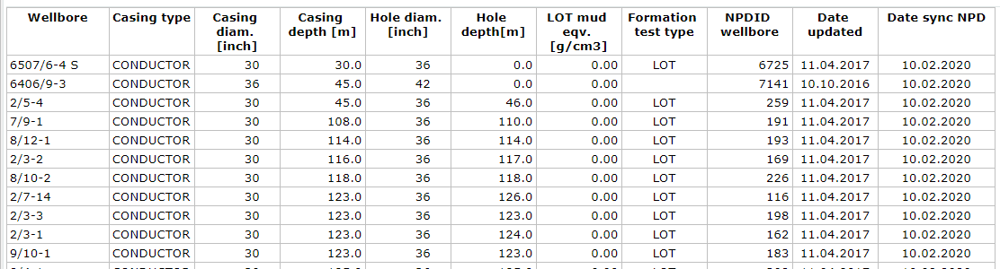 Wellbore Casing type Casing diam. [inch] Casing depth [m] Hole diam. [inch] Hole depth[m] LOT mud eqv. [g/cm3] Formation test type NPDID wellbore Date updated Date sync NPD
6507/6-4 S CONDUCTOR 30 30.0 36 0.0 0.00 LOT 6725 11.04.2017 10.02.2020
6406/9-3 CONDUCTOR 36 45.0 42 0.0 0.00 7141 10.10.2016 10.02.2020
2/5-4 CONDUCTOR 30 45.0 36 46.0 0.00 LOT 259 11.04.2017 10.02.2020
7/9-1 CONDUCTOR 30 108.0 36 110.0 0.00 LOT 191 11.04.2017 10.02.2020
8/12-1 CONDUCTOR 30 114.0 36 114.0 0.00 LOT 193 11.04.2017 10.02.2020
2/3-2 CONDUCTOR 30 116.0 36 117.0 0.00 LOT 169 11.04.2017 10.02.2020
8/10-2 CONDUCTOR 30 118.0 36 118.0 0.00 LOT 226 11.04.2017 10.02.2020
2/7-14 CONDUCTOR 30 123.0 36 126.0 0.00 LOT 116 11.04.2017 10.02.2020
2/3-3 CONDUCTOR 30 123.0 36 123.0 0.00 LOT 198 11.04.2017 10.02.2020
2/3-1 CONDUCTOR 30 123.0 36 124.0 0.00 LOT 162 11.04.2017 10.02.2020
9/10-1 CONDUCTOR 30 123.0 36 123.0 0.00 LOT 183 11.04.2017 10.02.2020